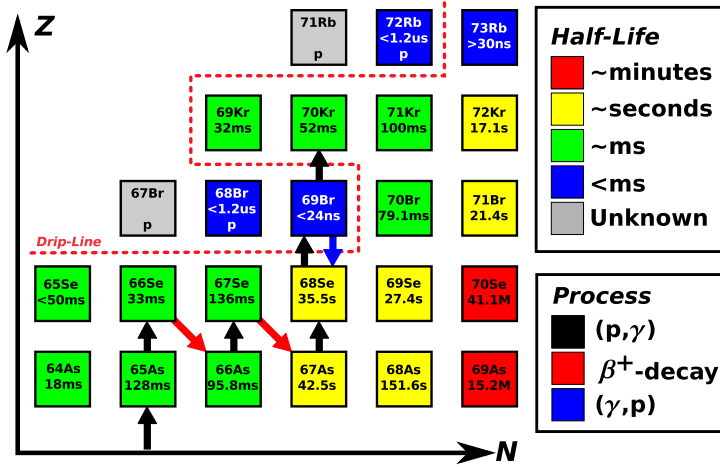 Z
71Rb
p
72Rb
<1.2us
p
73Rb
>30ns
69Kr
32ms
70Kr
52ms
71Kr
100ms
72Kr
17.1s
67Br
p
68Br
<1.2us
p
69Br
<24ns
70Br
79.1ms
71Br
21.4s
Drip-Line
65Se
<50ms
66Se
33ms
67Se
136ms
68Se
35.5s
69Se
27.4s
70Se
41.1M
64As
18ms
65As
128ms
66As
95.8ms
67As
42.5s
68As
151.6s
69As
15.2M
N
Half-Life
~minutes
~seconds
~ms
<ms
Unknown
Process
(p,γ)
β+-decay
(γ,p)